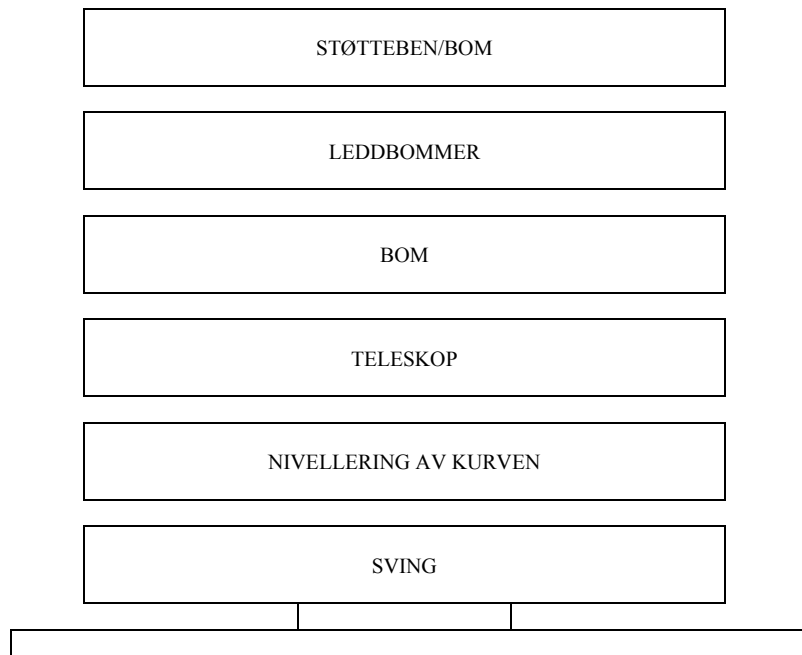 STØTTEBEN/BOM
LEDDBOMMER
BOM
TELESKOP
NIVELLERING AV KURVEN
SVING